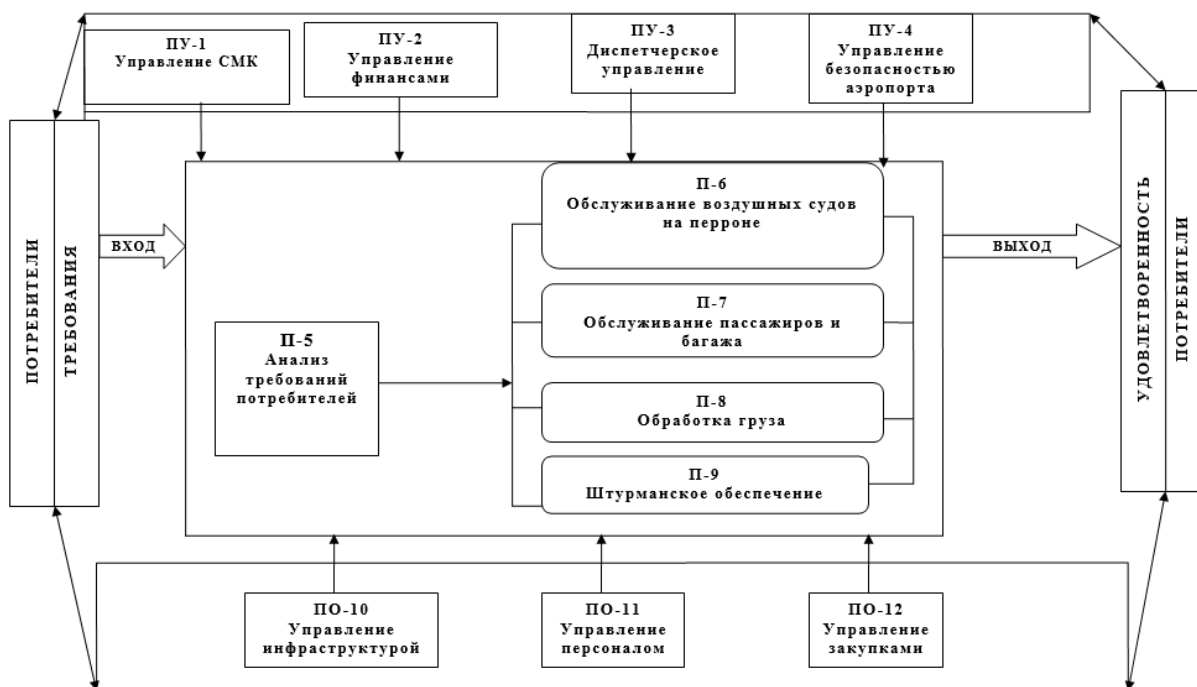 ПУ-1
Управление СМК
ПУ-2
Управление
финансами
ПУ-3
Диспетчерское
управление
ПУ-4
Управление
безопасностью
аэропорта
ПОТРЕБИТЕЛИ
ТРЕБОВАНИЯ
ВХОД
П-5
Анализ
требований
потребителей
П-6
Обслуживание воздушных судов
на перроне
П-7
Обслуживание пассажиров и
багажа
П-8
Обработка груза
П-9
Штурманское обеспечение
ВЫХОД
УДОВЛЕТВОРЕННОСТЬ
ПОТРЕБИТЕЛИ
ПО-10
Управление
инфраструктурой
ПО-11
Управление
персоналом
ПО-12
Управление
закупками